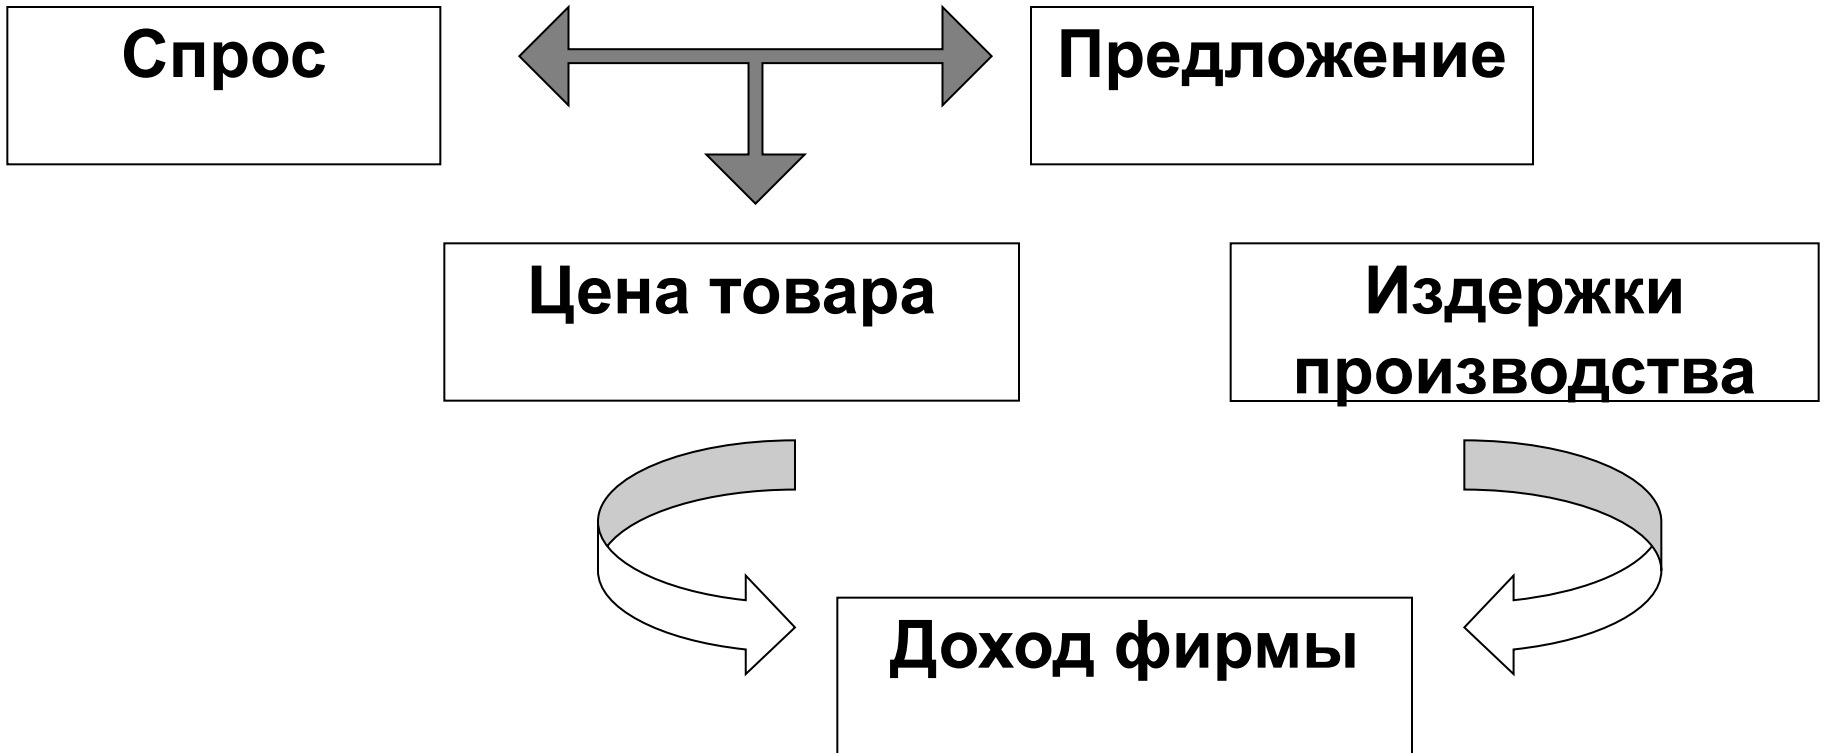 Спрос
Предложение
Цена товара
Издержки
производства
Доход фирмы